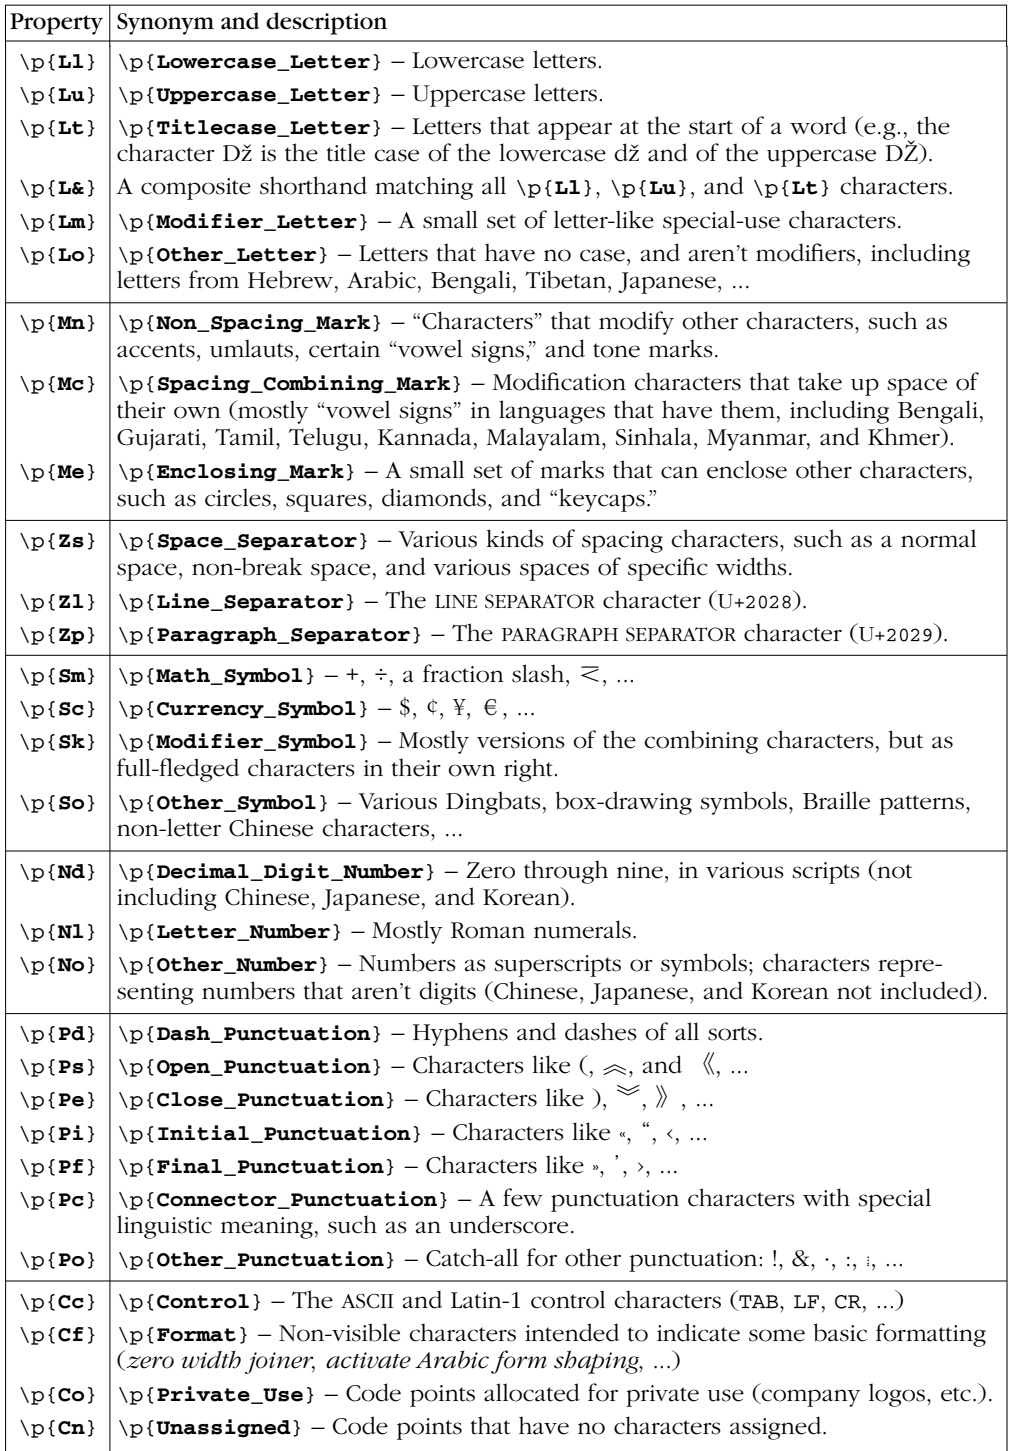 Property Synonym and description
\p{Ll} \p{Lowercase_Letter} – Lowercase letters.
\p{Lu} \p{Uppercase_Letter} – Uppercase letters.
\p{Lt} \p{Titlecase_Letter} – Letters that appear at the start of a word (e.g., the
character Dž is the title case of the lowercase dž and of the uppercase DŽ).
\p{L&} A composite shorthand matching all \p{Ll}, \p{Lu}, and \p{Lt} characters.
\p{Lm} \p{Modifier_Letter} – A small set of letter-like special-use characters.
\p{Lo} \p{Other_Letter} – Letters that have no case, and aren't modifiers, including
letters from Hebrew, Arabic, Bengali, Tibetan, Japanese, ...
\p{Mn} \p{Non_Spacing_Mark} – “Characters” that modify other characters, such as
accents, umlauts, certain “vowel signs,” and tone marks.
\p{Mc} \p{Spacing_Combining_Mark} – Modification characters that take up space of
their own (mostly “vowel signs” in languages that have them, including Bengali,
Gujarati, Tamil, Telugu, Kannada, Malayalam, Sinhala, Myanmar, and Khmer).
\p{Me} \p{Enclosing_Mark} – A small set of marks that can enclose other characters,
such as circles, squares, diamonds, and “keycaps.”
\p{Zs} \p{Space_Separator} – Various kinds of spacing characters, such as a normal
space, non-break space, and various spaces of specific widths.
\p{Zl} \p{Line_Separator} – The LINE SEPARATOR character (U+2028).
\p{Zp} \p{Paragraph_Separator} – The PARAGRAPH SEPARATOR character (U+2029).
\p{Sm} \p{Math_Symbol} – +, ÷, a fraction slash, ⋜, ...
\p{Sc} \p{Currency_Symbol} – $, ¢, ¥, €, ...
\p{Sk} \p{Modifier_Symbol} – Mostly versions of the combining characters, but as
full-fledged characters in their own right.
\p{So} \p{Other_Symbol} – Various Dingbats, box-drawing symbols, Braille patterns,
non-letter Chinese characters, ...
\p{Nd} \p{Decimal_Digit_Number} – Zero through nine, in various scripts (not
including Chinese, Japanese, and Korean).
\p{Nl} \p{Letter_Number} – Mostly Roman numerals.
\p{No} \p{Other_Number} – Numbers as superscripts or symbols; characters repre-
senting numbers that aren't digits (Chinese, Japanese, and Korean not included).
\p{Pd} \p{Dash_Punctuation} – Hyphens and dashes of all sorts.
\p{Ps} \p{Open_Punctuation} – Characters like (, ︽, and 《, ...
\p{Pe} \p{Close_Punctuation} – Characters like ), ︾, 》, ...
\p{Pi} \p{Initial_Punctuation} – Characters like «, “, ‹, ...
\p{Pf} \p{Final_Punctuation} – Characters like », ’, ›, ...
\p{Pc} \p{Connector_Punctuation} – A few punctuation characters with special
linguistic meaning, such as an underscore.
\p{Po} \p{Other_Punctuation} – Catch-all for other punctuation: !, &, ·, :, ⁝, ...
\p{Cc} \p{Control} – The ASCII and Latin-1 control characters (TAB, LF, CR, ...)
\p{Cf} \p{Format} – Non-visible characters intended to indicate some basic formatting
(zero width joiner, activate Arabic form shaping, ...)
\p{Co} \p{Private_Use} – Code points allocated for private use (company logos, etc.).
\p{Cn} \p{Unassigned} – Code points that have no characters assigned.